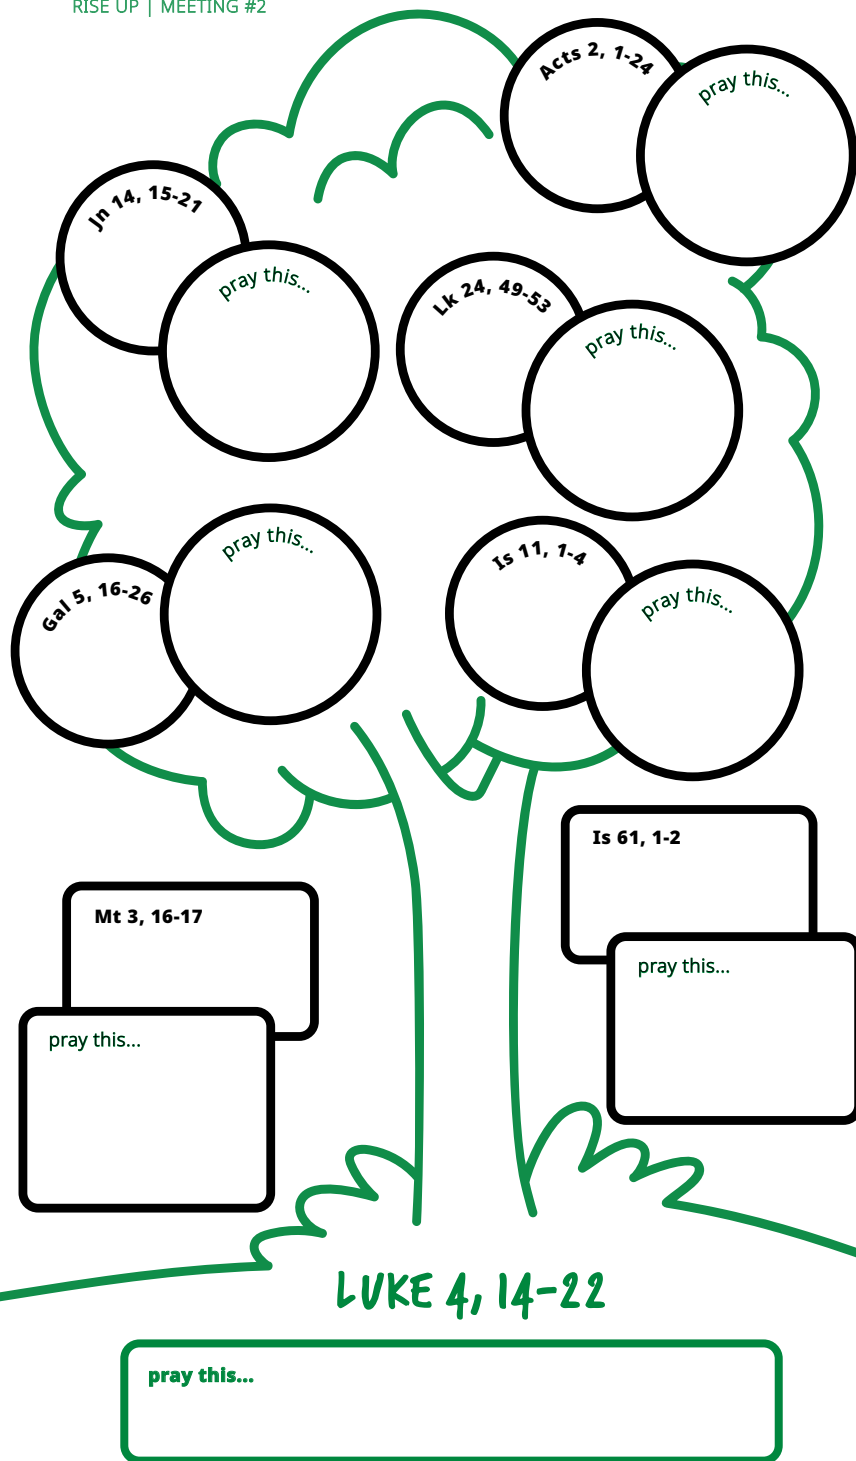 RISE UP | MEETING #2
Acts 2, 1-24
pray this...
Jn 14, 15-21
pray this...
Lk 24, 49-53
pray this...
Gal 5, 16-26
pray this...
Is 11, 1-4
pray this...
Is 61, 1-2
pray this...
Mt 3, 16-17
pray this...
LUKE 4, 14-22
pray this...